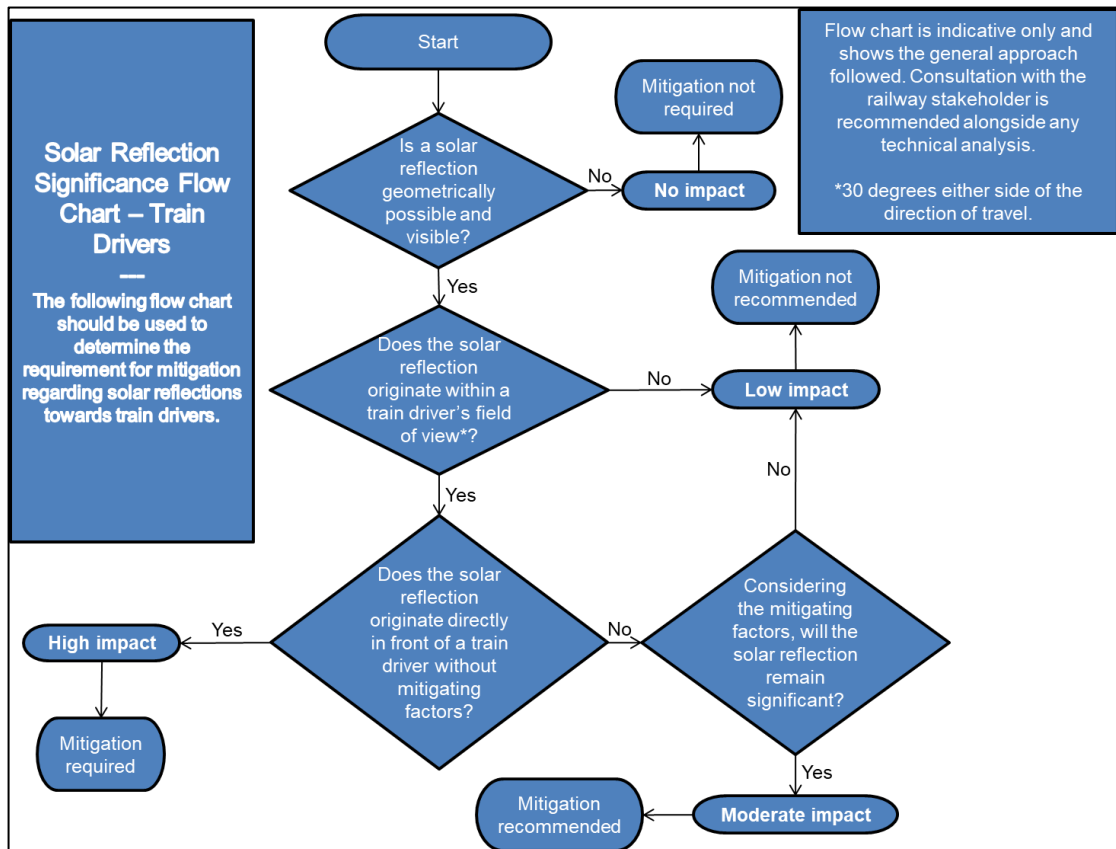 Solar Reflection
Significance Flow
Chart – Train
Drivers
---
The following flow chart
should be used to
determine the
requirement for mitigation
regarding solar reflections
towards train drivers.
Start
Flow chart is indicative only and
shows the general approach
followed. Consultation with the
railway stakeholder is
recommended alongside any
technical analysis.
*30 degrees either side of the
direction of travel.
Mitigation not
required
Is a solar
reflection
geometrically
possible and
visible?
No
No impact
Yes
Mitigation not
recommended
Does the solar
reflection
originate within a
train driver’s field
of view*?
No
Low impact
Yes
No
Does the solar
reflection
originate directly
in front of a train
driver without
mitigating
factors?
Yes
High impact
Mitigation
required
No
Considering
the mitigating
factors, will the
solar reflection
remain
significant?
Yes
Moderate impact
Mitigation
recommended